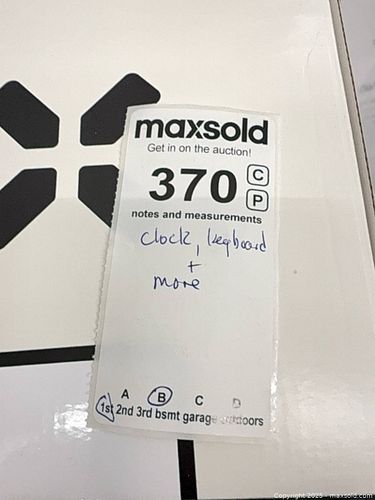 maxsold
Get in on the auction!
370 C
P
notes and measurements
clock, keyboard
+
more
A B C D
1st 2nd 3rd bsmt garage outdoors
Copyright 2025 - maxsold.com